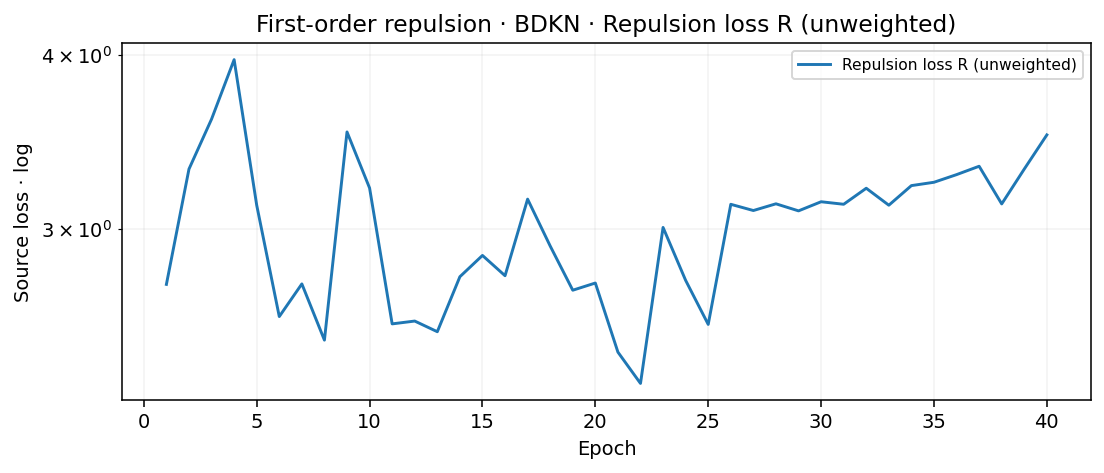 First-order repulsion · BDKN · Repulsion loss R (unweighted)
4 × 10⁰
Repulsion loss R (unweighted)
Source loss · log
3 × 10⁰
0 5 10 15 20 25 30 35 40
Epoch